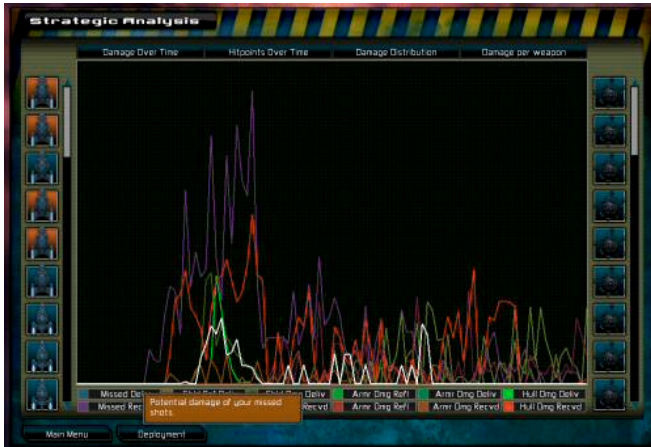 Strategic Analysis
Damage Over Time Hitpoints Over Time Damage Distribution Damage per weapon
Missed Deliv Shld Dmg Deliv Armr Dmg Refl Armr Dmg Deliv Hull Dmg Deliv
Missed Rec Recvd Armr Dmg Refl Armr Dmg Recvd Hull Dmg Recvd
Potential damage of your missed
shots.
Main Menu Deployment